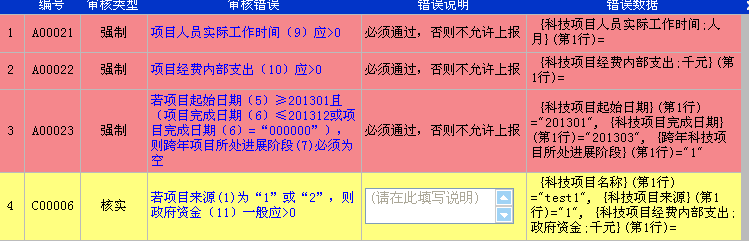 编号 审核类型 审核错误 错误说明 错误数据
1 A00021 强制 项目人员实际工作时间（9）应>0 必须通过，否则不允许上报 {科技项目人员实际工作时间;人
月}(第1行)=
2 A00022 强制 项目经费内部支出（10）应>0 必须通过，否则不允许上报 {科技项目经费内部支出;千元}(第
1行)=
3 A00023 强制 若项目起始日期（5）≥201301且
（项目完成日期（6）≤201312或项
目完成日期（6）=“000000”），
则跨年项目所处进展阶段(7)必须为
空
必须通过，否则不允许上报
{科技项目起始日期}(第1行)
="201301", {科技项目完成日期}
(第1行)="201303", {跨年科技项
目所处进展阶段}(第1行)="1"
4 C00006 核实 若项目来源(1)为“1”或“2”，则
政府资金（11）一般应>0
(请在此填写说明)
{科技项目名称}(第1行)
="test1", {科技项目来源}(第1
行)="1", {科技项目经费内部支出;
政府资金;千元}(第1行)=